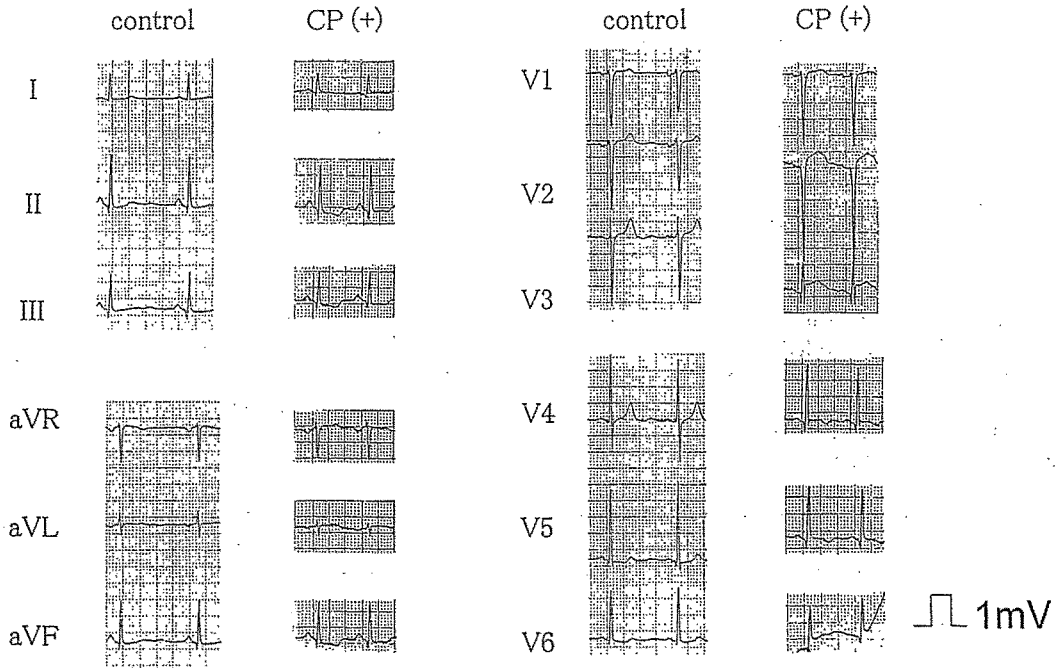 control CP (+) control CP (+)
I V1
II V2
III V3
aVR V4
aVL V5
aVF V6
1mV